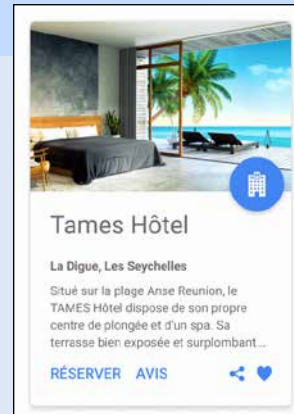 Tames Hôtel
La Digue, Les Seychelles
Situé sur la plage Anse Reunion, le
TAMES Hôtel dispose de son propre
centre de plongée et d'un spa. Sa
terrasse bien exposée et surplombant...
RÉSERVER AVIS